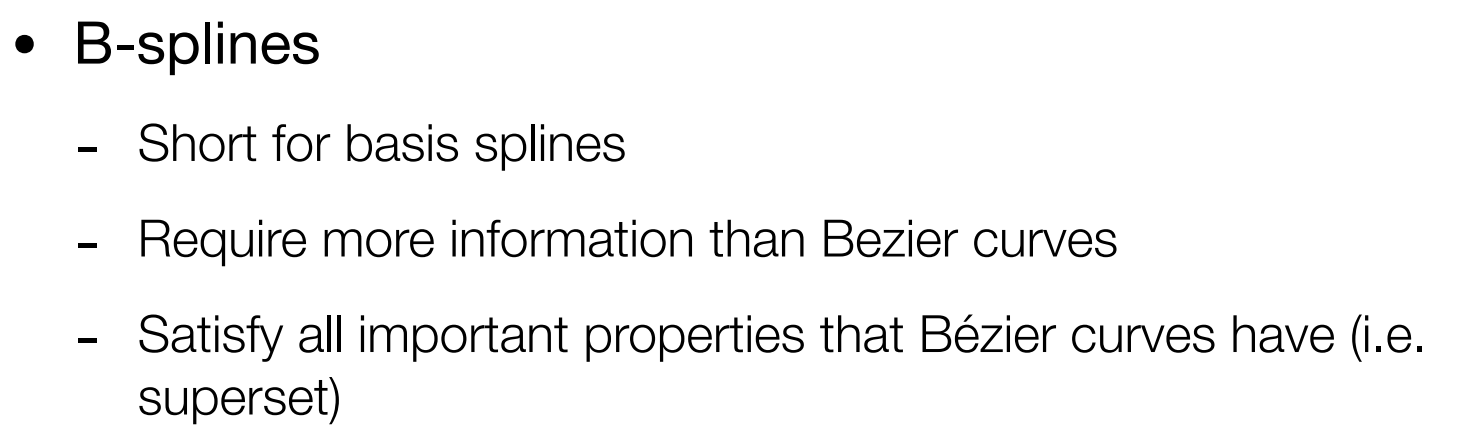 • B-splines
- Short for basis splines
- Require more information than Bezier curves
- Satisfy all important properties that Bézier curves have (i.e.
superset)